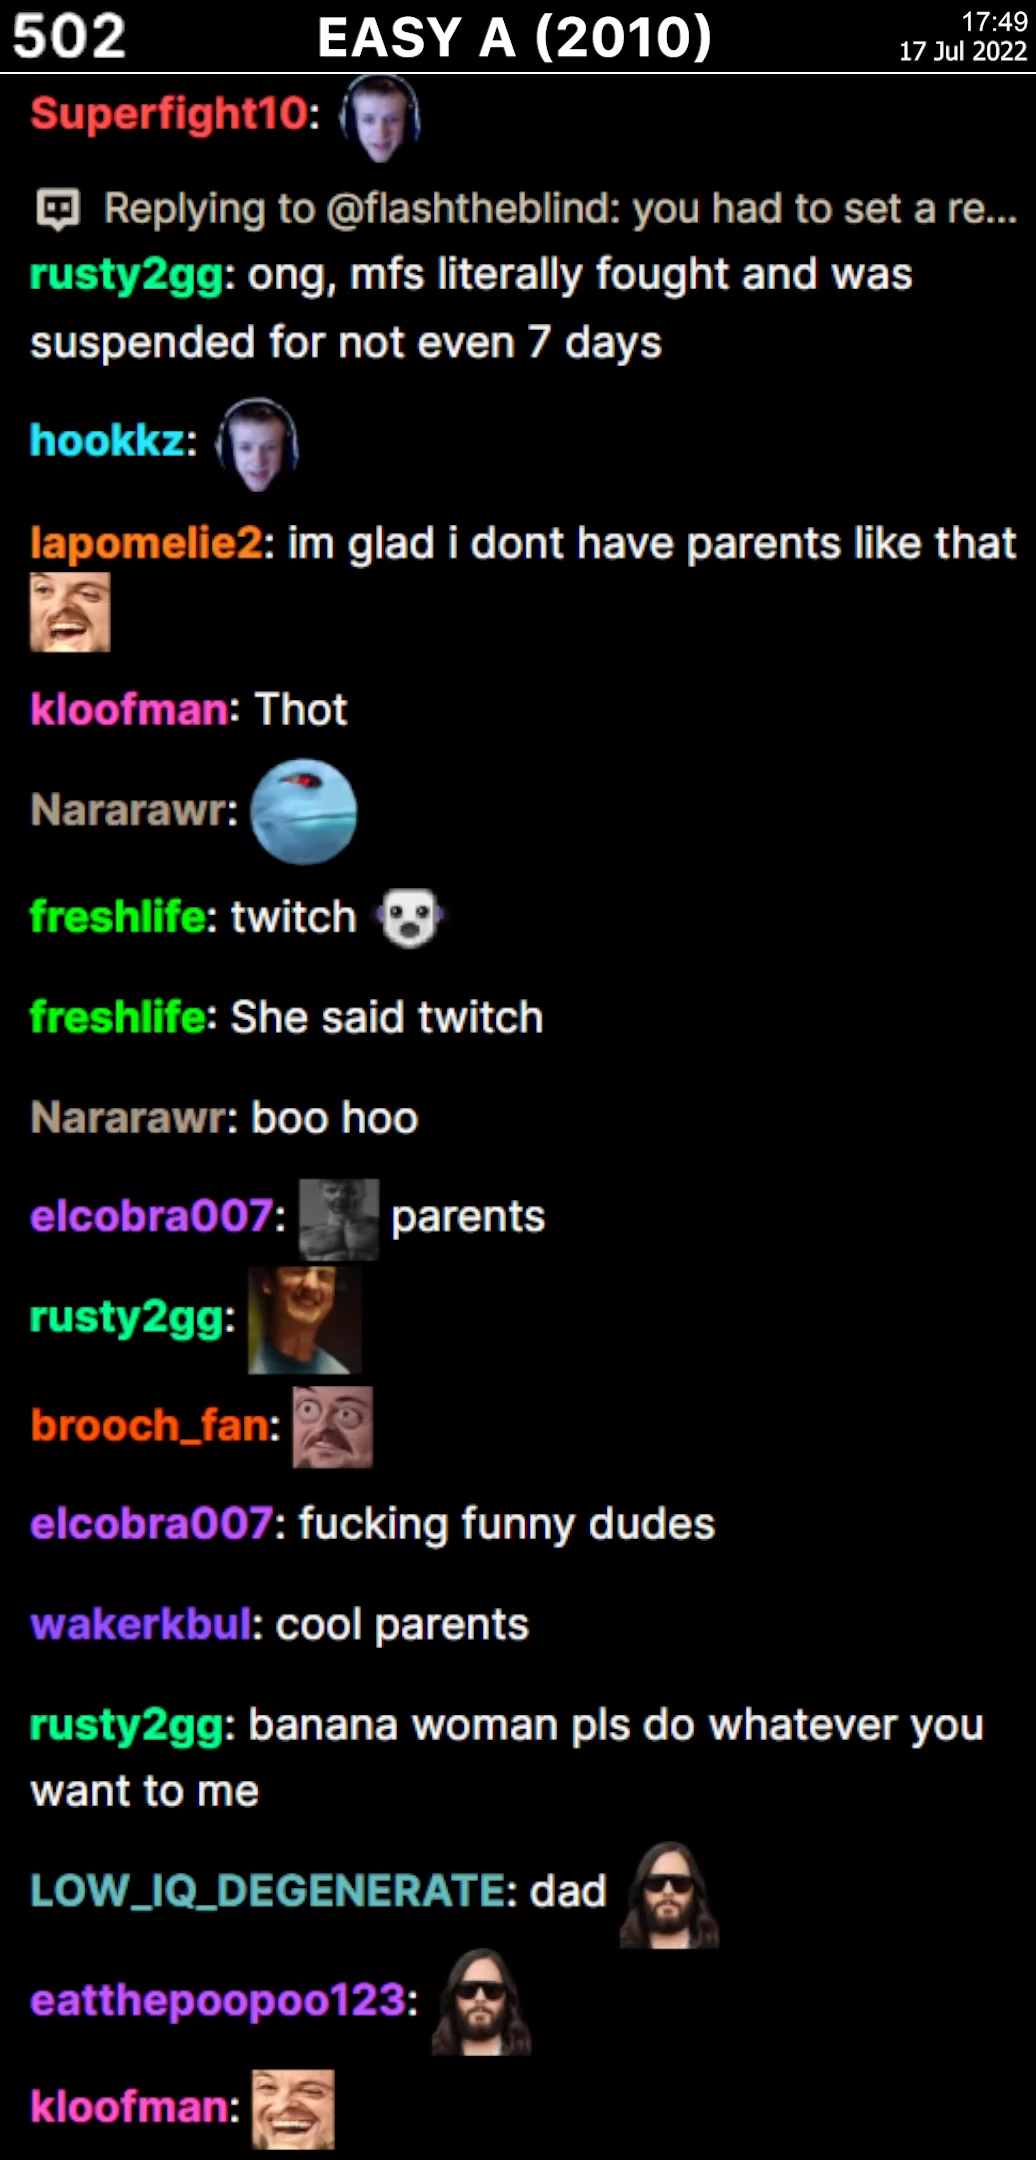 502 EASY A (2010) 17:49
17 Jul 2022
Superfight10:
Replying to @flashtheblind: you had to set a re...
rusty2gg: ong, mfs literally fought and was
suspended for not even 7 days
hookkz:
lapomelie2: im glad i dont have parents like that
kloofman: Thot
Nararawr:
freshlife: twitch
freshlife: She said twitch
Nararawr: boo hoo
elcobra007: parents
rusty2gg:
brooch_fan:
elcobra007: fucking funny dudes
wakerkbul: cool parents
rusty2gg: banana woman pls do whatever you
want to me
LOW_IQ_DEGENERATE: dad
eatthepoopoo123:
kloofman: